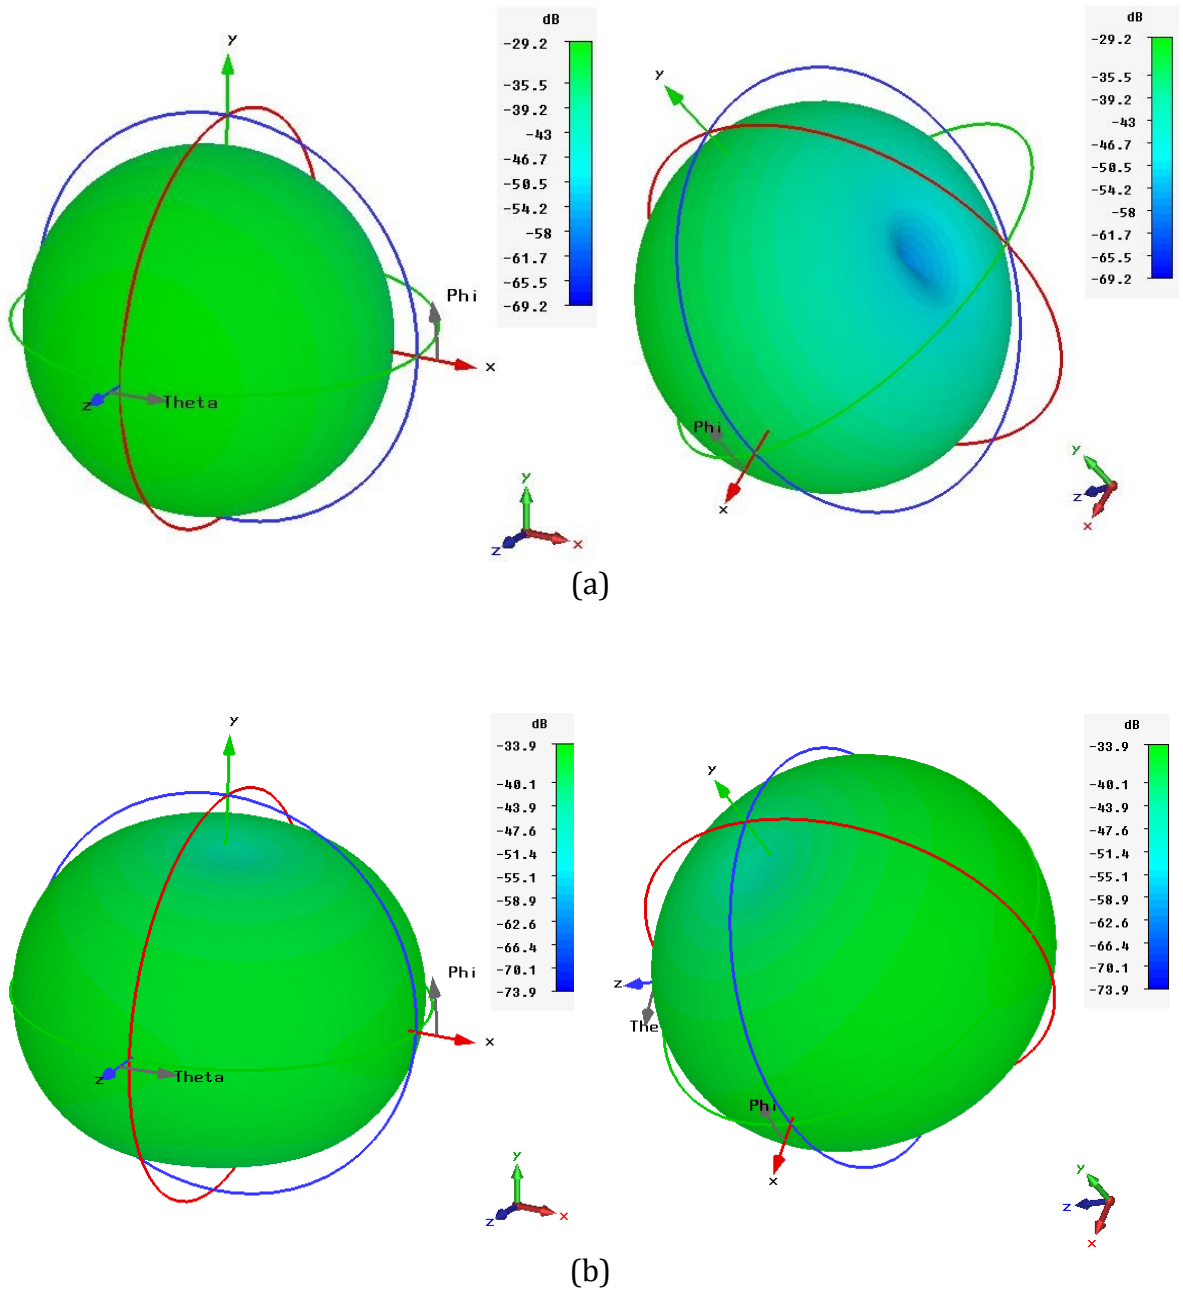 dB
-29.2
-35.5
-39.2
-43
-46.7
-50.5
-54.2
-58
-61.7
-65.5
-69.2
y
Phi
x
z
Theta
y
z
x
dB
-29.2
-35.5
-39.2
-43
-46.7
-50.5
-54.2
-58
-61.7
-65.5
-69.2
y
Phi
x
y
z
x
(a)
dB
-33.9
-40.1
-43.9
-47.6
-51.4
-55.1
-58.9
-62.6
-66.4
-70.1
-73.9
y
Phi
x
z
Theta
y
z
x
dB
-33.9
-40.1
-43.9
-47.6
-51.4
-55.1
-58.9
-62.6
-66.4
-70.1
-73.9
y
z
The
Phi
x
y
z
x
(b)